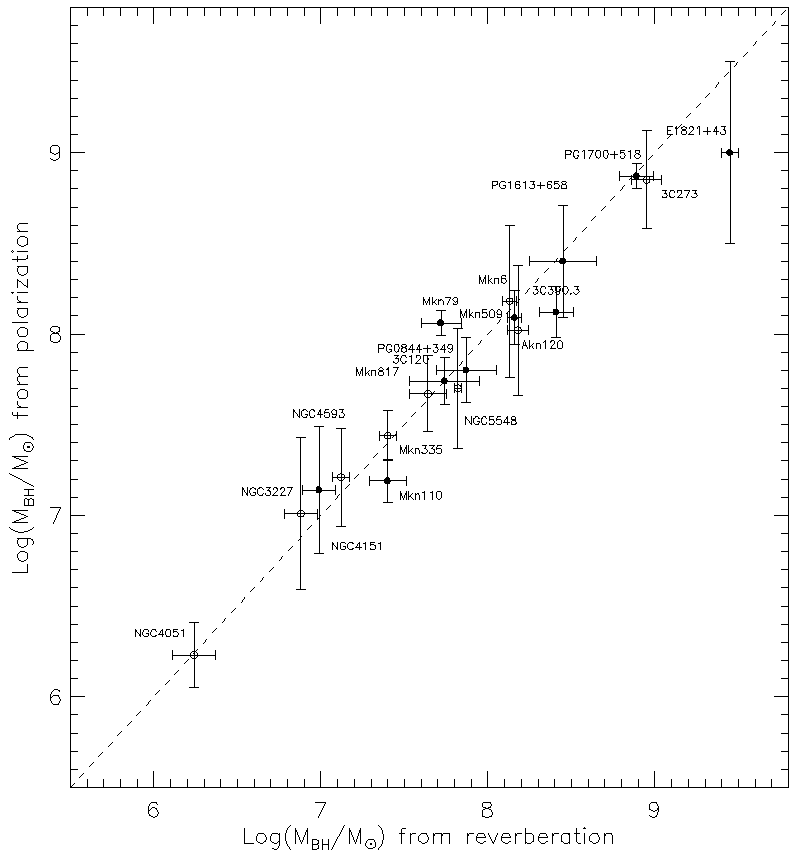 9
8
7
6
6
7
8
9
Log(M_BH/M_⊙) from polarization
Log(M_BH/M_⊙) from reverberation
E1821+43
PG1700+518
3C273
PG1613+658
Mkn6
3C390.3
Mkn79
Mkn509
Akn120
PG0844+349
3C120
Mkn817
NGC5548
NGC4593
Mkn335
NGC3227
Mkn110
NGC4151
NGC4051